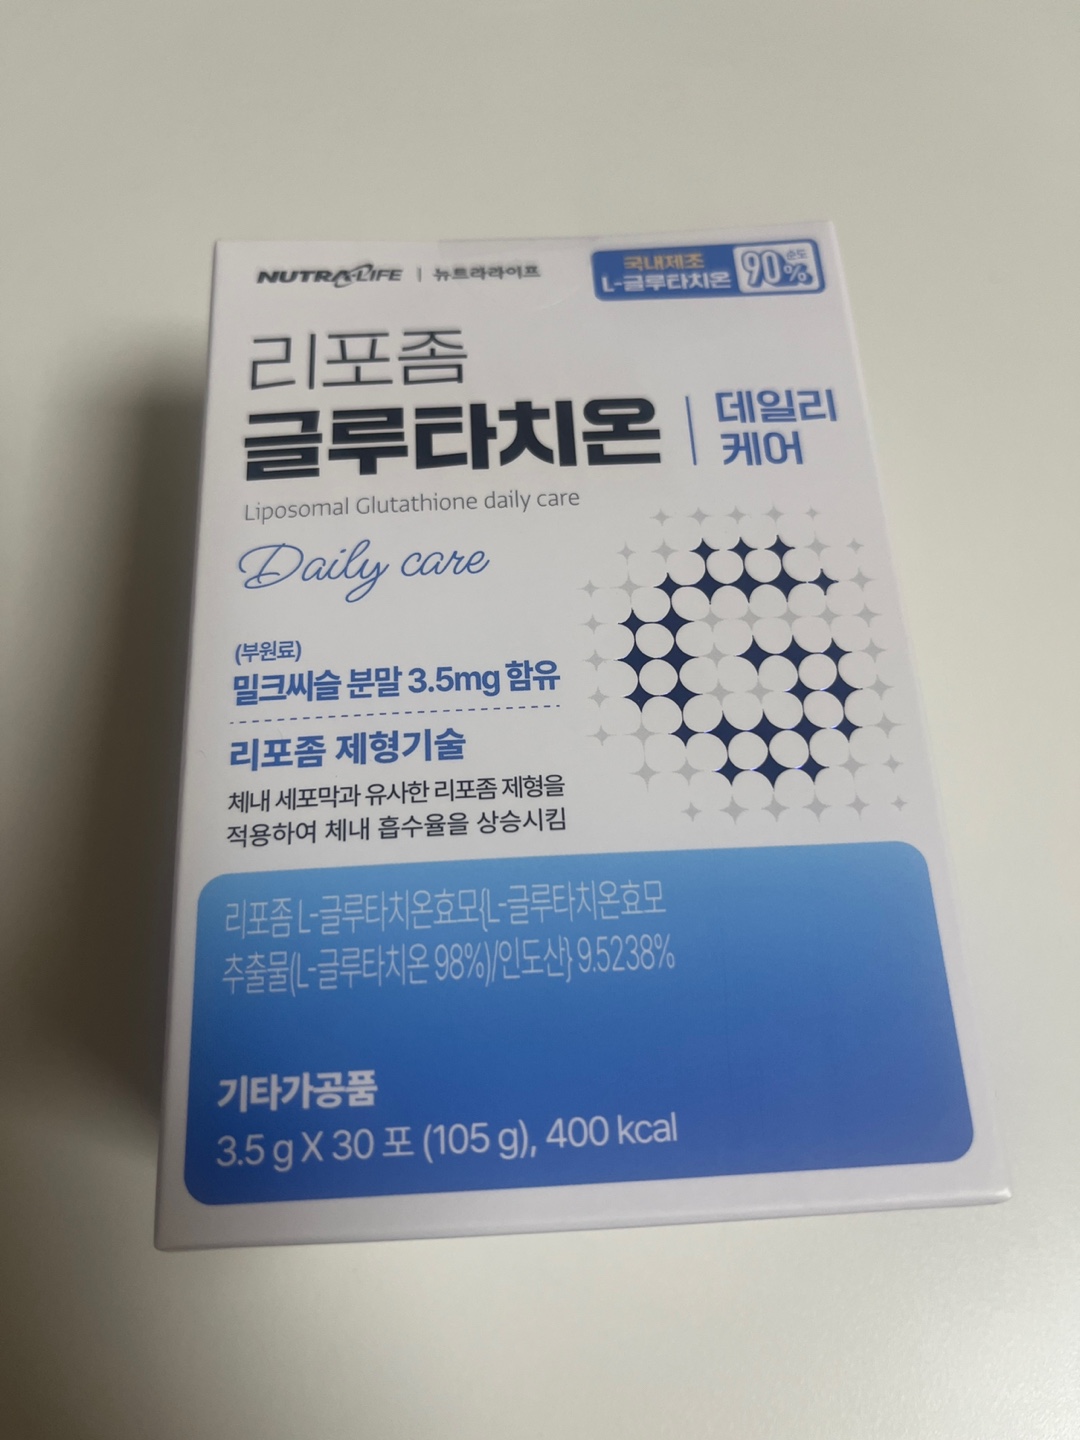 NUTRA-LIFE | 뉴트라라이프
국내제조
L-글루타치온
순도
90%
리포좀
글루타치온
데일리
케어
Liposomal Glutathione daily care
Daily care
(부원료)
밀크씨슬 분말 3.5mg 함유
리포좀 제형기술
체내 세포막과 유사한 리포좀 제형을
적용하여 체내 흡수율을 상승시킴
리포좀 L-글루타치온효모{L-글루타치온효모
추출물(L-글루타치온 98%)/인도산} 9.5238%
기타가공품
3.5 g X 30 포 (105 g), 400 kcal